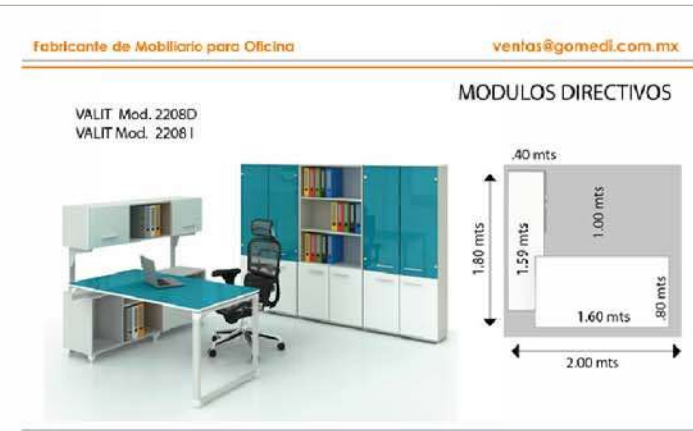 Fabricante de Mobiliario para Oficina
ventas@gomedi.com.mx
MODULOS DIRECTIVOS
VALIT Mod. 2208D
VALIT Mod. 2208 I
.40 mts
1.80 mts
1.59 mts
1.00 mts
1.60 mts
.80 mts
2.00 mts